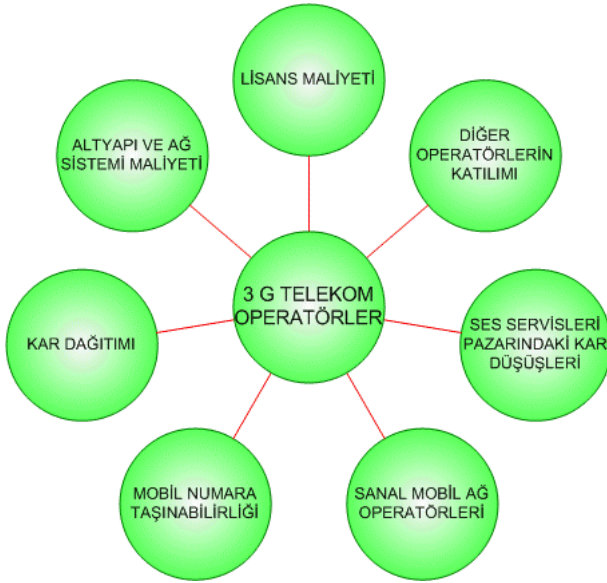 LİSANS MALİYETİ
ALTYAPI VE AĞ
SİSTEMİ MALİYETİ
DİĞER
OPERATÖRLERİN
KATILIMI
3 G TELEKOM
OPERATÖRLER
KAR DAĞITIMI
SES SERVİSLERİ
PAZARINDAKİ KAR
DÜŞÜŞLERİ
MOBİL NUMARA
TAŞINABİLİRLİĞİ
SANAL MOBİL AĞ
OPERATÖRLERİ